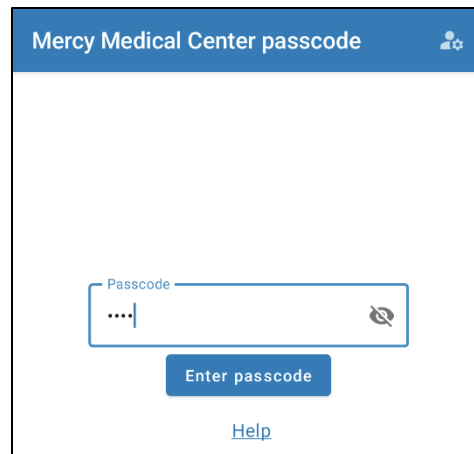 Mercy Medical Center passcode
Passcode
••••
Enter passcode
Help